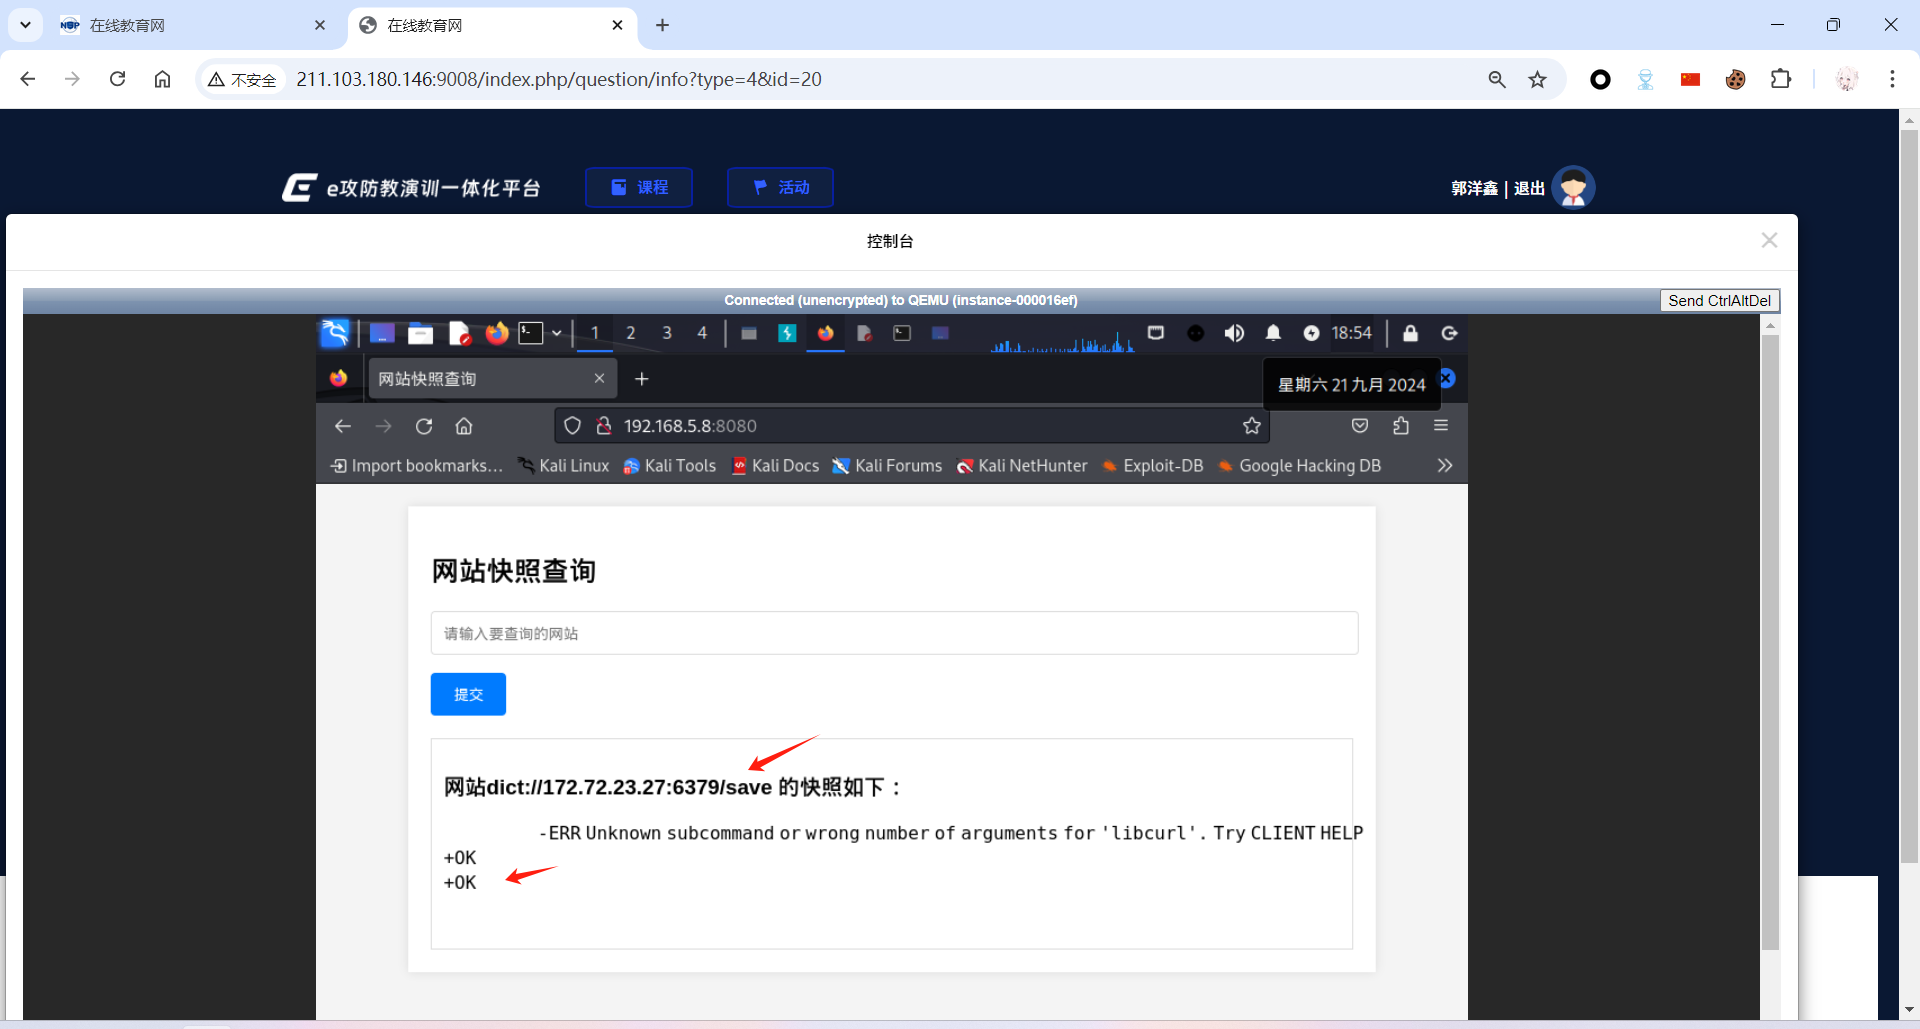 在线教育网
在线教育网
不安全
211.103.180.146:9008/index.php/question/info?type=4&id=20
e攻防教演训一体化平台
课程
活动
郭洋鑫 | 退出
控制台
Connected (unencrypted) to QEMU (instance-000016ef)
Send CtrlAltDel
1 2 3 4
18:54
网站快照查询
星期六 21 九月 2024
192.168.5.8:8080
Import bookmarks...
Kali Linux
Kali Tools
Kali Docs
Kali Forums
Kali NetHunter
Exploit-DB
Google Hacking DB
网站快照查询
请输入要查询的网站
提交
网站dict://172.72.23.27:6379/save 的快照如下：
-ERR Unknown subcommand or wrong number of arguments for 'libcurl'. Try CLIENT HELP
+OK
+OK